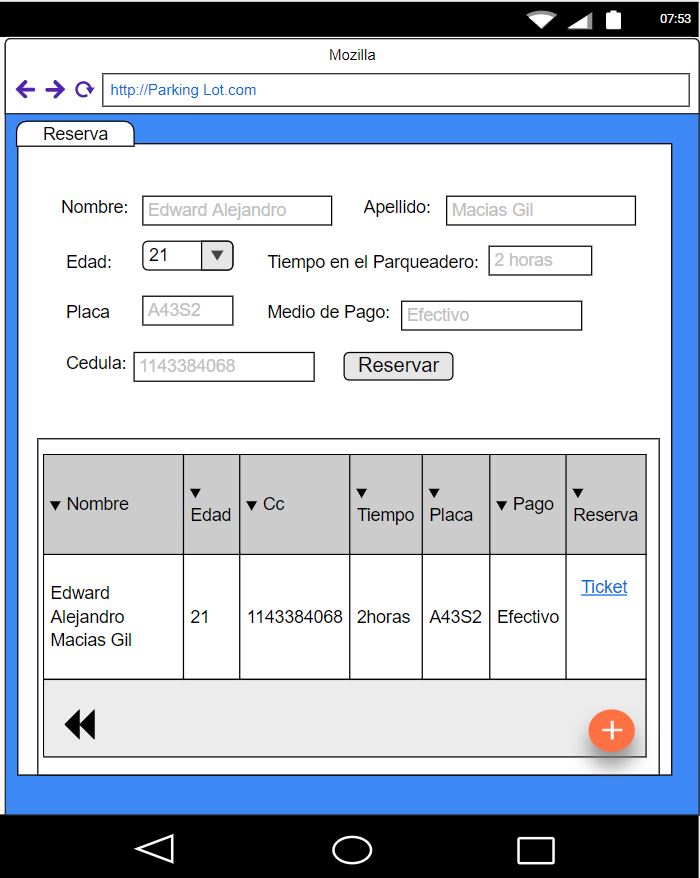 07:53
Mozilla
http://Parking Lot.com
Reserva
Nombre: Edward Alejandro Apellido: Macias Gil
Edad: 21 Tiempo en el Parqueadero: 2 horas
Placa A43S2 Medio de Pago: Efectivo
Cedula: 1143384068 Reservar
Nombre Edad Cc Tiempo Placa Pago Reserva
Edward
Alejandro
Macias Gil
21 1143384068 2horas A43S2 Efectivo Ticket